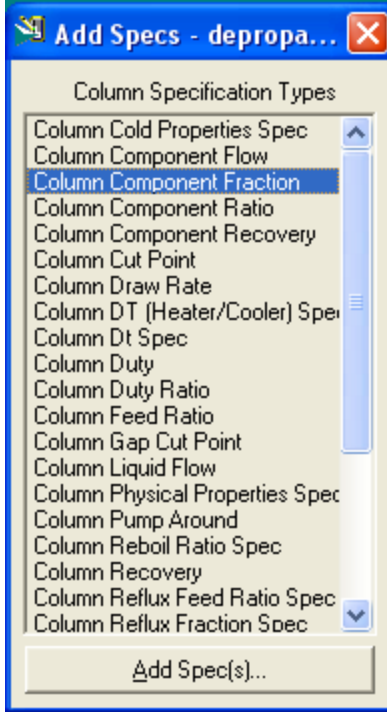 Add Specs - depropa...
Column Specification Types
Column Cold Properties Spec
Column Component Flow
Column Component Fraction
Column Component Ratio
Column Component Recovery
Column Cut Point
Column Draw Rate
Column DT (Heater/Cooler) Spe
Column Dt Spec
Column Duty
Column Duty Ratio
Column Feed Ratio
Column Gap Cut Point
Column Liquid Flow
Column Physical Properties Spec
Column Pump Around
Column Reboil Ratio Spec
Column Recovery
Column Reflux Feed Ratio Spec
Column Reflux Fraction Spec
Add Spec(s)...